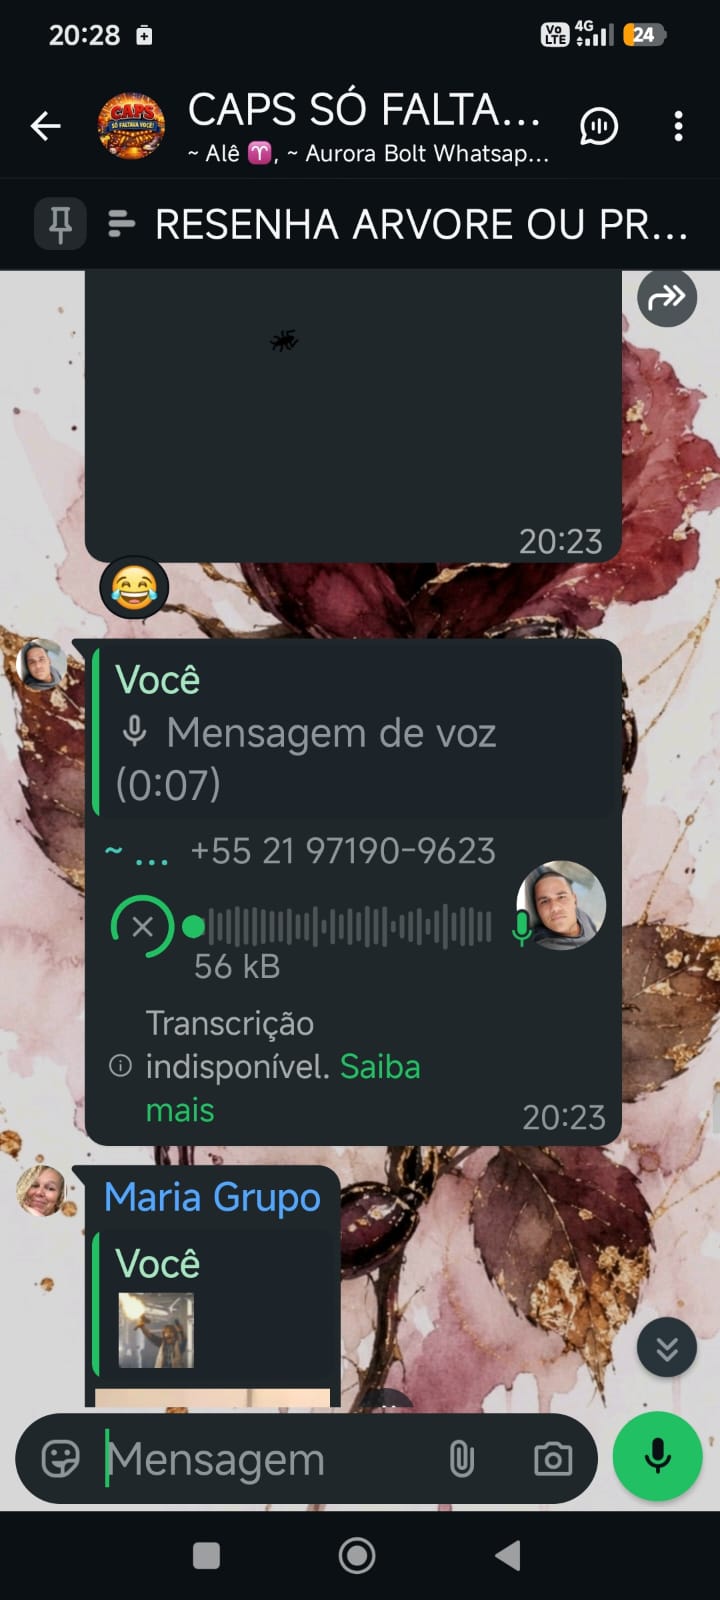 20:28
Vo LTE 4G 24
CAPS SÓ FALTA...
~ Alê ♈, ~ Aurora Bolt Whatsap...
RESENHA ARVORE OU PR...
20:23
Você
Mensagem de voz
(0:07)
~ ... +55 21 97190-9623
56 kB
Transcrição
indisponível. Saiba
mais
20:23
Maria Grupo
Você
Mensagem